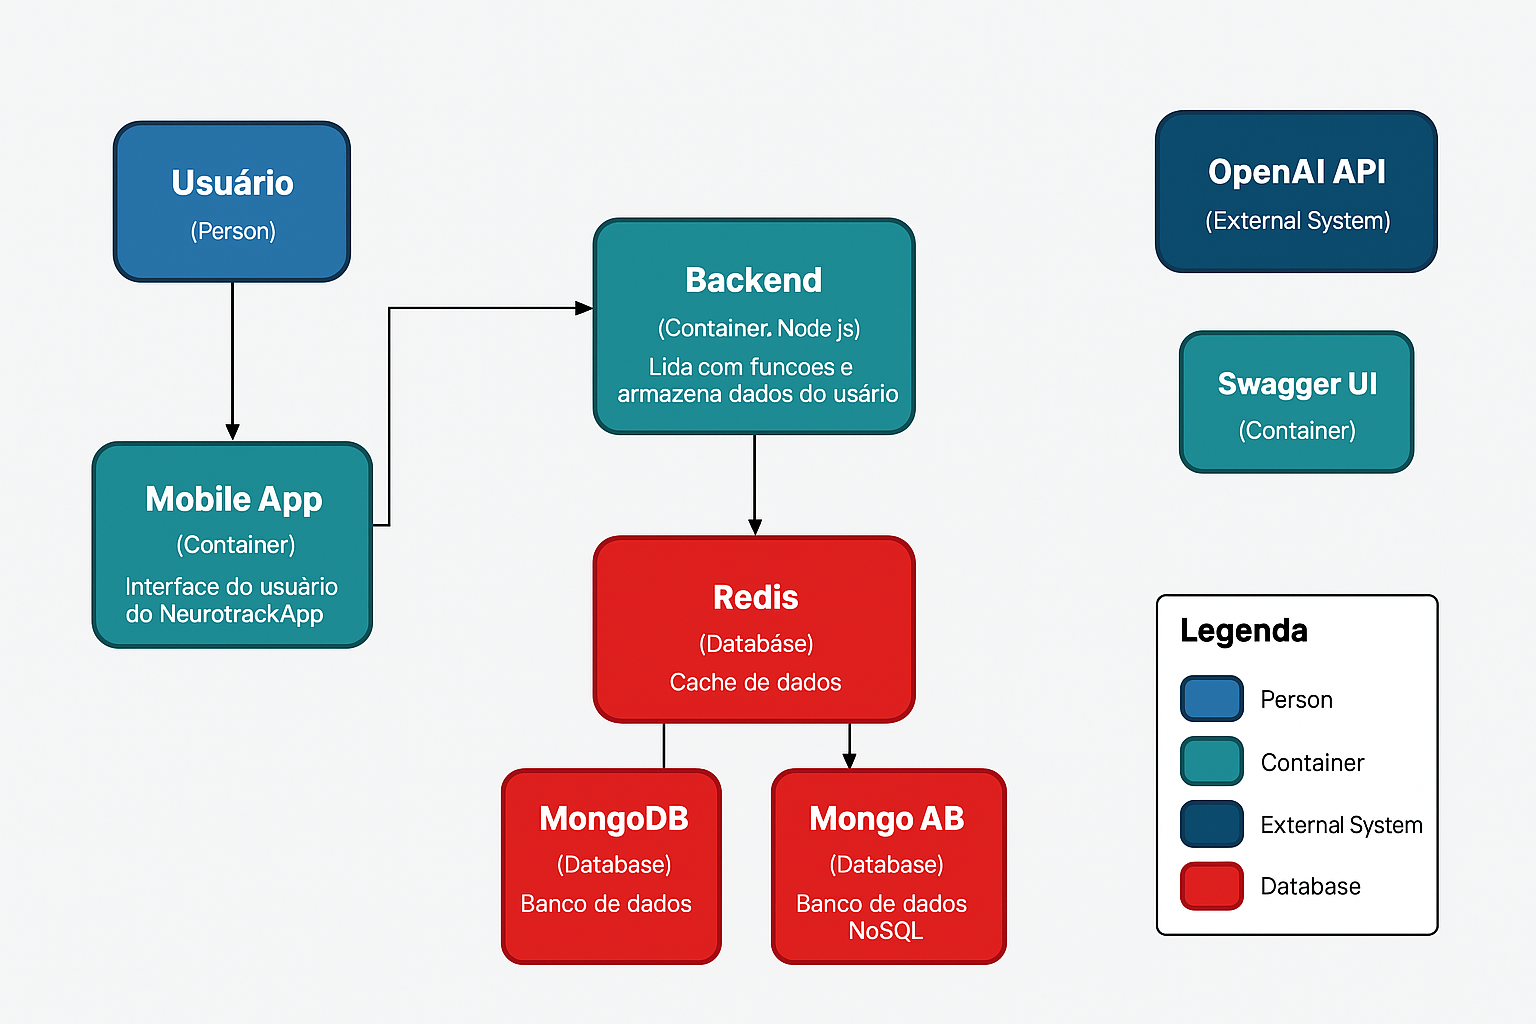 Usuário
(Person)
Mobile App
(Container)
Interface do usuàrio
do NeurotrackApp
Backend
(Container. Node js)
Lida com funcoes e
armazena dados do usário
Redis
(Databáse)
Cache de dados
MongoDB
(Database)
Banco de dados
Mongo AB
(Database)
Banco de dados
NoSQL
OpenAI API
(External System)
Swagger UI
(Container)
Legenda
Person
Container
External System
Database